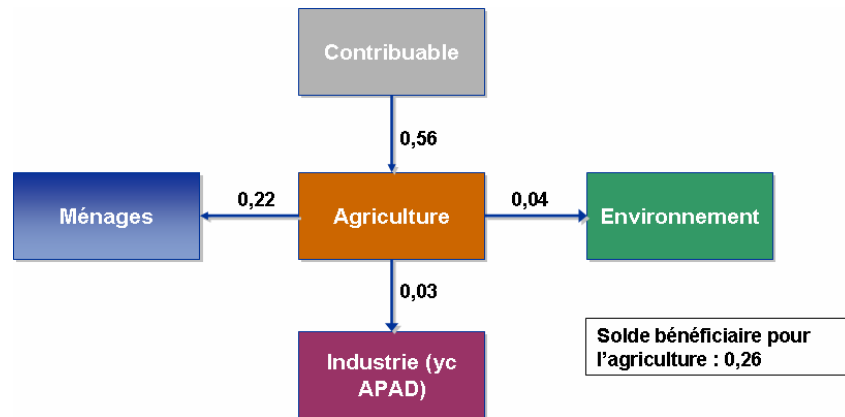 Contribuable
0,56
Ménages
0,22
Agriculture
0,04
Environnement
0,03
Industrie (yc
APAD)
Solde bénéficiaire pour
l'agriculture : 0,26